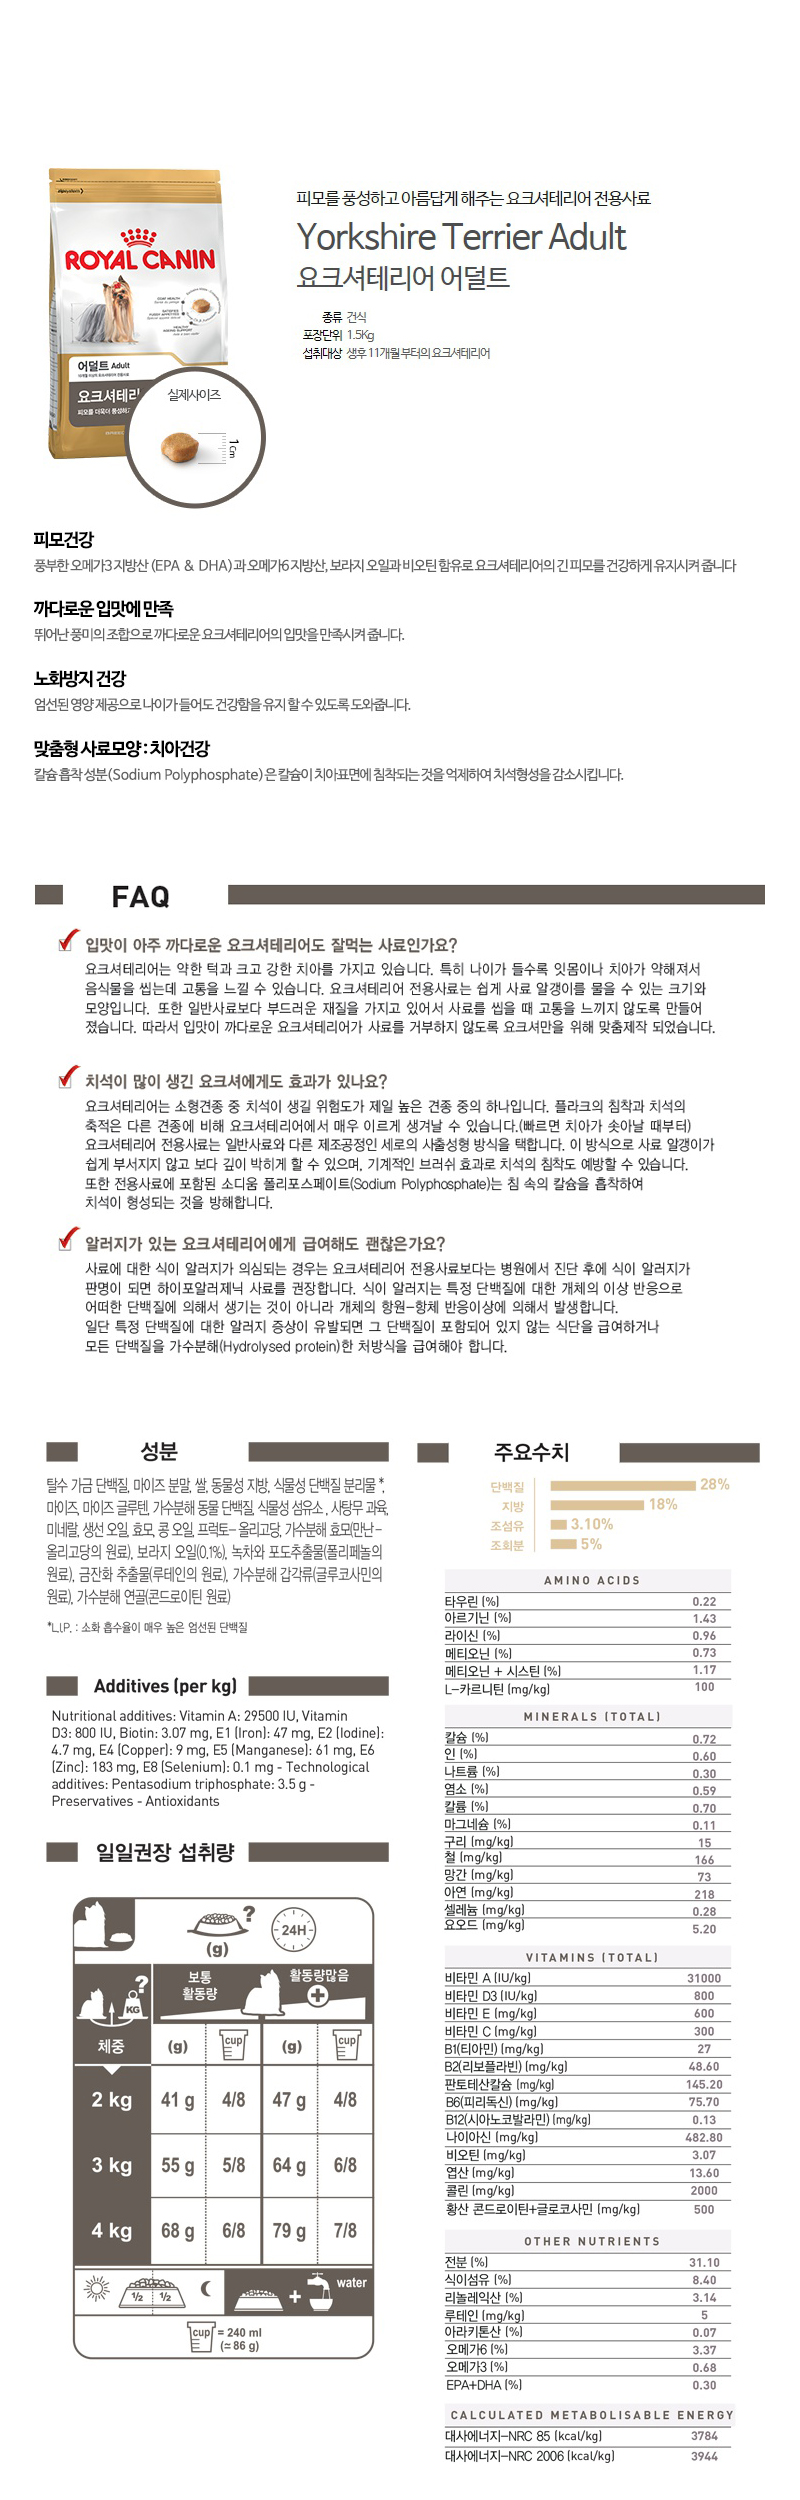 피모를 풍성하고 아름답게 해주는 요크셔테리어 전용사료
Yorkshire Terrier Adult
요크셔테리어 어덜트
종류 건식
포장단위 1.5Kg
섭취대상 생후 11개월부터의 요크셔테리어
ROYAL CANIN
어덜트 Adult
요크셔테리
실제사이즈
1cm
피모건강
풍부한 오메가3 지방산 (EPA & DHA)과 오메가6 지방산, 보라지 오일과 비오틴 함유로 요크셔테리어의 긴 피모를 건강하게 유지시켜 줍니다
까다로운 입맛에 만족
뛰어난 풍미의 조합으로 까다로운 요크셔테리어의 입맛을 만족시켜 줍니다.
노화방지 건강
엄선된 영양 제공으로 나이가 들어도 건강함을 유지 할 수 있도록 도와줍니다.
맞춤형 사료모양 : 치아건강
칼슘 흡착 성분(Sodium Polyphosphate)은 칼슘이 치아표면에 침착되는 것을 억제하여 치석형성을 감소시킵니다.
FAQ
입맛이 아주 까다로운 요크셔테리어도 잘먹는 사료인가요?
요크셔테리어는 약한 턱과 크고 강한 치아를 가지고 있습니다. 특히 나이가 들수록 잇몸이나 치아가 약해져서
음식물을 씹는데 고통을 느낄 수 있습니다. 요크셔테리어 전용사료는 쉽게 사료 알갱이를 물을 수 있는 크기와
모양입니다. 또한 일반사료보다 부드러운 재질을 가지고 있어서 사료를 씹을 때 고통을 느끼지 않도록 만들어
졌습니다. 따라서 입맛이 까다로운 요크셔테리어가 사료를 거부하지 않도록 요크셔만을 위해 맞춤제작 되었습니다.
치석이 많이 생긴 요크셔에게도 효과가 있나요?
요크셔테리어는 소형견종 중 치석이 생길 위험도가 제일 높은 견종 중의 하나입니다. 플라크의 침착과 치석의
축적은 다른 견종에 비해 요크셔테리어에서 매우 이르게 생겨날 수 있습니다.(빠르면 치아가 솟아날 때부터)
요크셔테리어 전용사료는 일반사료와 다른 제조공정인 세로의 사출성형 방식을 택합니다. 이 방식으로 사료 알갱이가
쉽게 부서지지 않고 보다 깊이 박히게 할 수 있으며, 기계적인 브러쉬 효과로 치석의 침착도 예방할 수 있습니다.
또한 전용사료에 포함된 소디움 폴리포스페이트(Sodium Polyphosphate)는 침 속의 칼슘을 흡착하여
치석이 형성되는 것을 방해합니다.
알러지가 있는 요크셔테리어에게 급여해도 괜찮은가요?
사료에 대한 식이 알러지가 의심되는 경우는 요크셔테리어 전용사료보다는 병원에서 진단 후에 식이 알러지가
판명이 되면 하이포알러제닉 사료를 권장합니다. 식이 알러지는 특정 단백질에 대한 개체의 이상 반응으로
어떠한 단백질에 의해서 생기는 것이 아니라 개체의 항원-항체 반응이상에 의해서 발생합니다.
일단 특정 단백질에 대한 알러지 증상이 유발되면 그 단백질이 포함되어 있지 않는 식단을 급여하거나
모든 단백질을 가수분해(Hydrolysed protein)한 처방식을 급여해야 합니다.
성분
탈수 가금 단백질, 마이즈 분말, 쌀, 동물성 지방, 식물성 단백질 분리물 *,
마이즈, 마이즈 글루텐, 가수분해 동물 단백질, 식물성 섬유소 , 사탕무 과육,
미네랄, 생선 오일, 효모, 콩 오일, 프럭토-올리고당, 가수분해 효모(만난-
올리고당의 원료), 보라지 오일(0.1%), 녹차와 포도추출물(폴리페놀의
원료), 금잔화 추출물(루테인의 원료), 가수분해 갑각류(글루코사민의
원료), 가수분해 연골(콘드로이틴 원료)
*L.I.P. : 소화 흡수율이 매우 높은 엄선된 단백질
Additives (per kg)
Nutritional additives: Vitamin A: 29500 IU, Vitamin
D3: 800 IU, Biotin: 3.07 mg, E1 (Iron): 47 mg, E2 (Iodine):
4.7 mg, E4 (Copper): 9 mg, E5 (Manganese): 61 mg, E6
(Zinc): 183 mg, E8 (Selenium): 0.1 mg - Technological
additives: Pentasodium triphosphate: 3.5 g -
Preservatives - Antioxidants
일일권장 섭취량
? (g) 24H
? KG
보통 활동량
활동량많음 +
체중 (g) cup (g) cup
2 kg 41 g 4/8 47 g 4/8
3 kg 55 g 5/8 64 g 6/8
4 kg 68 g 6/8 79 g 7/8
1/2 1/2 + water
cup = 240 ml
(≃ 86 g)
주요수치
단백질 28%
지방 18%
조섬유 3.10%
조회분 5%
AMINO ACIDS
타우린 (%) 0.22
아르기닌 (%) 1.43
라이신 (%) 0.96
메티오닌 (%) 0.73
메티오닌 + 시스틴 (%) 1.17
L-카르니틴 (mg/kg) 100
MINERALS (TOTAL)
칼슘 (%) 0.72
인 (%) 0.60
나트륨 (%) 0.30
염소 (%) 0.59
칼륨 (%) 0.70
마그네슘 (%) 0.11
구리 (mg/kg) 15
철 (mg/kg) 166
망간 (mg/kg) 73
아연 (mg/kg) 218
셀레늄 (mg/kg) 0.28
요오드 (mg/kg) 5.20
VITAMINS (TOTAL)
비타민 A (IU/kg) 31000
비타민 D3 (IU/kg) 800
비타민 E (mg/kg) 600
비타민 C (mg/kg) 300
B1(티아민) (mg/kg) 27
B2(리보플라빈) (mg/kg) 48.60
판토테산칼슘 (mg/kg) 145.20
B6(피리독신) (mg/kg) 75.70
B12(시아노코발라민) (mg/kg) 0.13
나이아신 (mg/kg) 482.80
비오틴 (mg/kg) 3.07
엽산 (mg/kg) 13.60
콜린 (mg/kg) 2000
황산 콘드로이틴+글로코사민 (mg/kg) 500
OTHER NUTRIENTS
전분 (%) 31.10
식이섬유 (%) 8.40
리놀레익산 (%) 3.14
루테인 (mg/kg) 5
아라키톤산 (%) 0.07
오메가6 (%) 3.37
오메가3 (%) 0.68
EPA+DHA (%) 0.30
CALCULATED METABOLISABLE ENERGY
대사에너지-NRC 85 (kcal/kg) 3784
대사에너지-NRC 2006 (kcal/kg) 3944